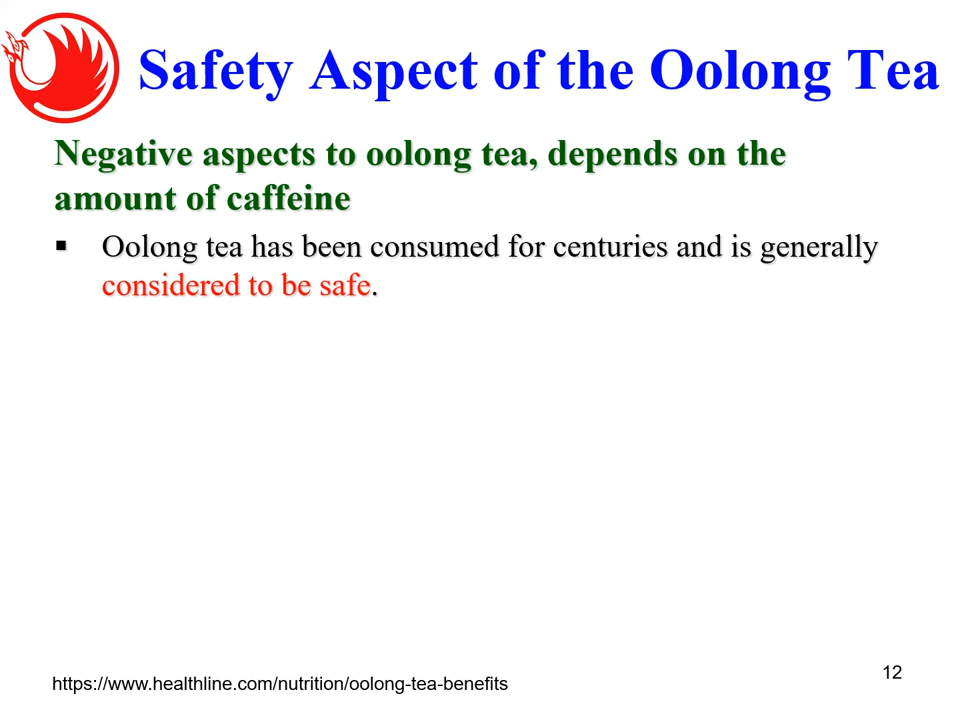 Safety Aspect of the Oolong Tea
Negative aspects to oolong tea, depends on the
amount of caffeine
▪ Oolong tea has been consumed for centuries and is generally
considered to be safe.
12
https://www.healthline.com/nutrition/oolong-tea-benefits